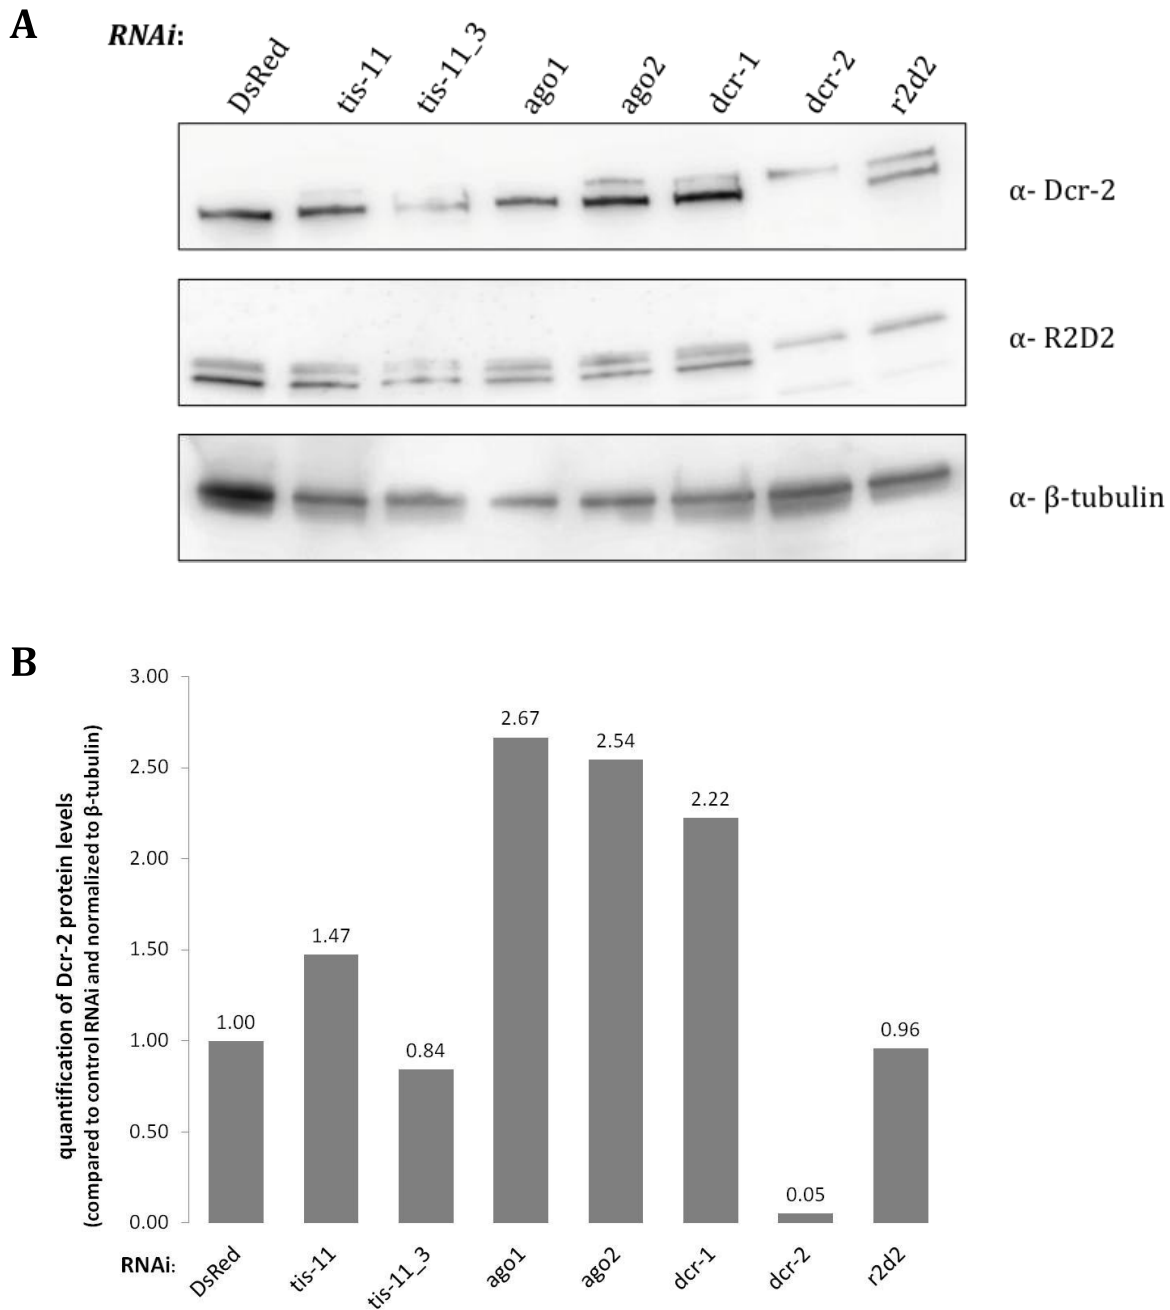 A
RNAi:
DsRed
tis-11
tis-11_3
ago1
ago2
dcr-1
dcr-2
r2d2
α- Dcr-2
α- R2D2
α- β-tubulin
B
quantification of Dcr-2 protein levels
(compared to control RNAi and normalized to β-tubulin)
3.00
2.50
2.00
1.50
1.00
0.50
0.00
1.00
1.47
0.84
2.67
2.54
2.22
0.05
0.96
RNAi:
DsRed
tis-11
tis-11_3
ago1
ago2
dcr-1
dcr-2
r2d2